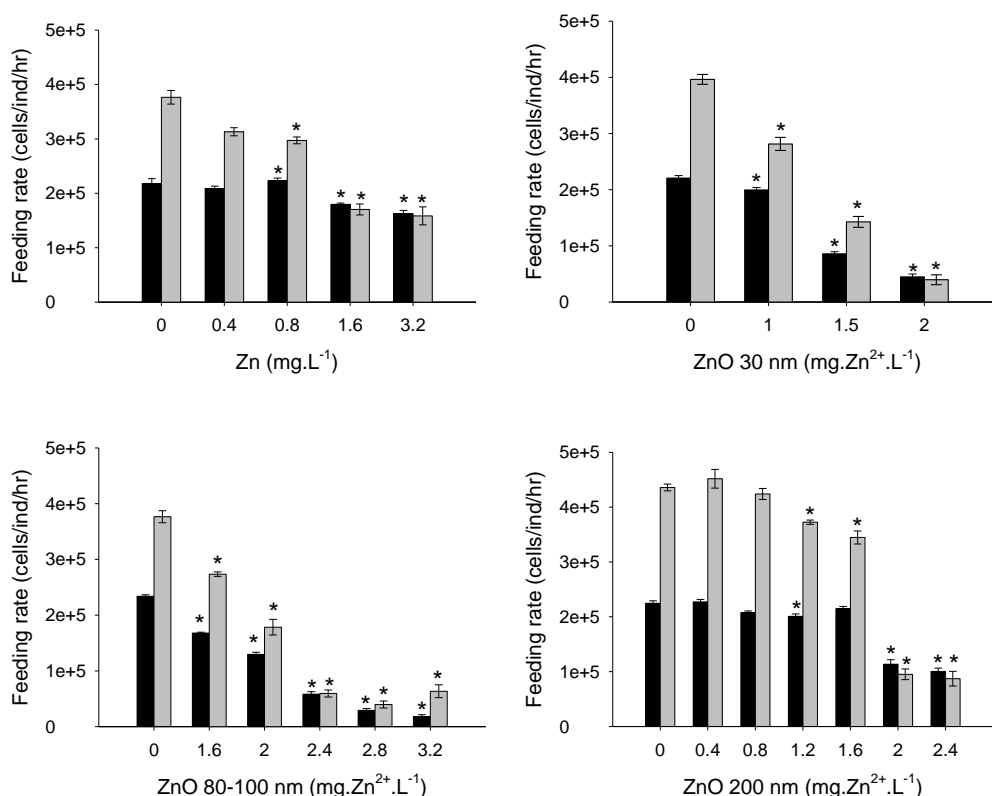 Feeding rate (cells/ind/hr)
5e+5
4e+5
3e+5
2e+5
1e+5
0
*
* *
* * *
0 0.4 0.8 1.6 3.2
Zn (mg.L⁻¹)
Feeding rate (cells/ind/hr)
5e+5
4e+5
3e+5
2e+5
1e+5
0
*
*
*
*
* *
0 1 1.5 2
ZnO 30 nm (mg.Zn²⁺.L⁻¹)
Feeding rate (cells/ind/hr)
5e+5
4e+5
3e+5
2e+5
1e+5
0
*
*
*
*
* *
* *
*
*
0 1.6 2 2.4 2.8 3.2
ZnO 80-100 nm (mg.Zn²⁺.L⁻¹)
Feeding rate (cells/ind/hr)
5e+5
4e+5
3e+5
2e+5
1e+5
0
*
*
*
* *
* *
0 0.4 0.8 1.2 1.6 2 2.4
ZnO 200 nm (mg.Zn²⁺.L⁻¹)